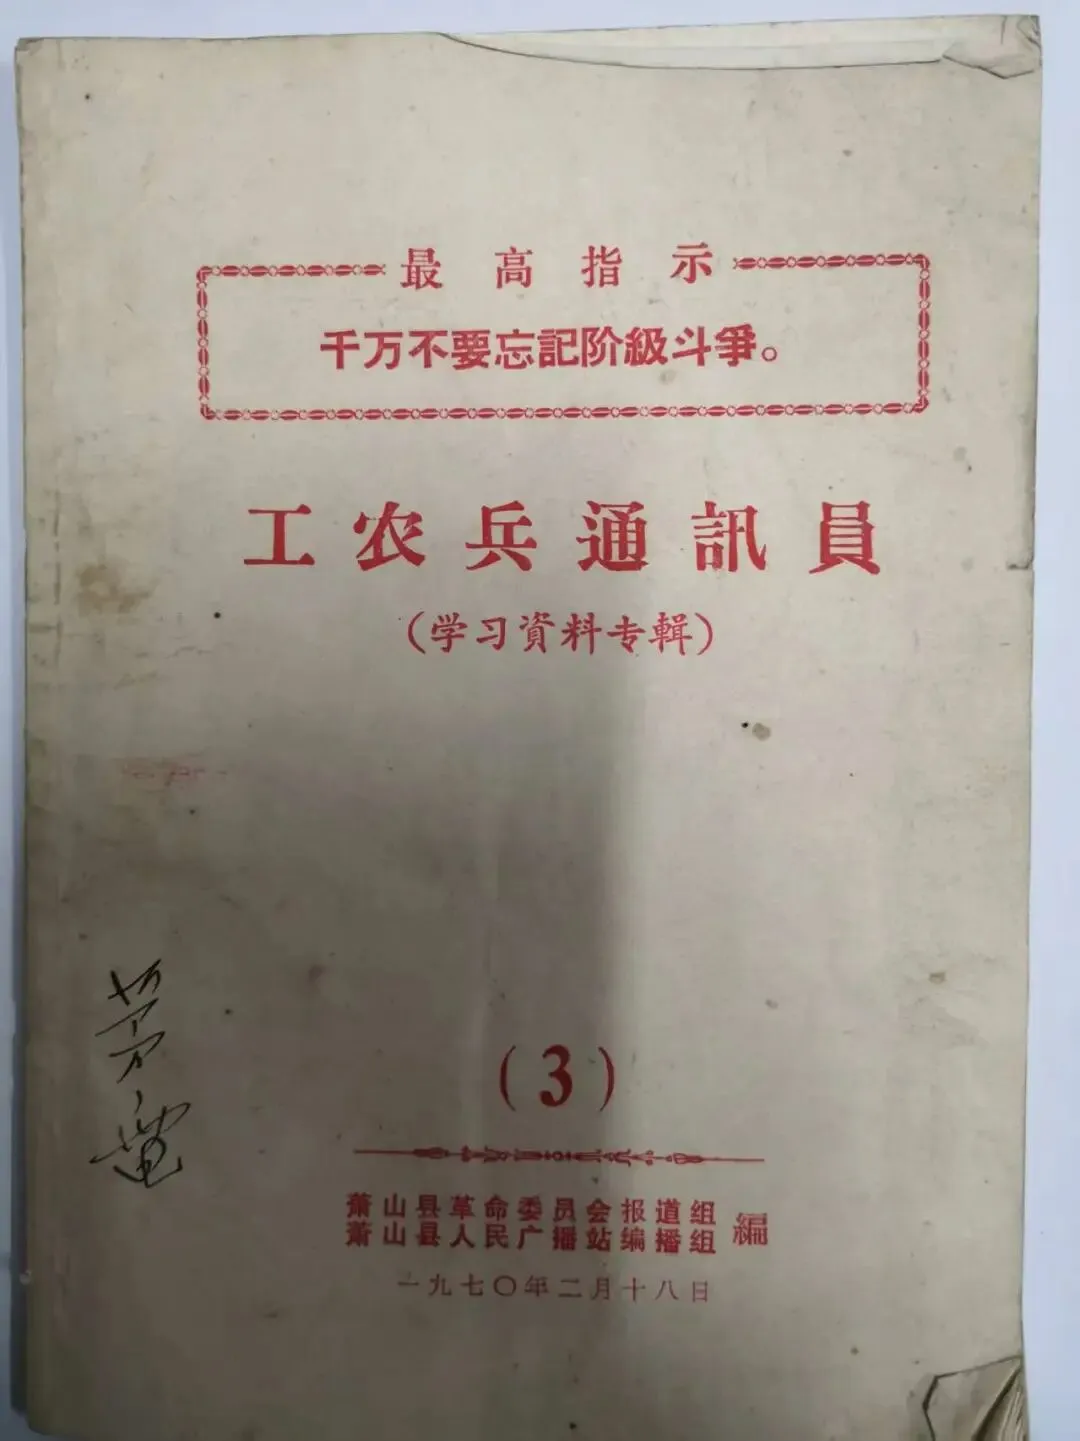 最高指示
千万不要忘記阶級斗爭。
工农兵通訊員
（学习資料专輯）
（3）
萧山县革命委员会报道组
萧山县人民广播站编播组
編
一九七〇年二月十八日